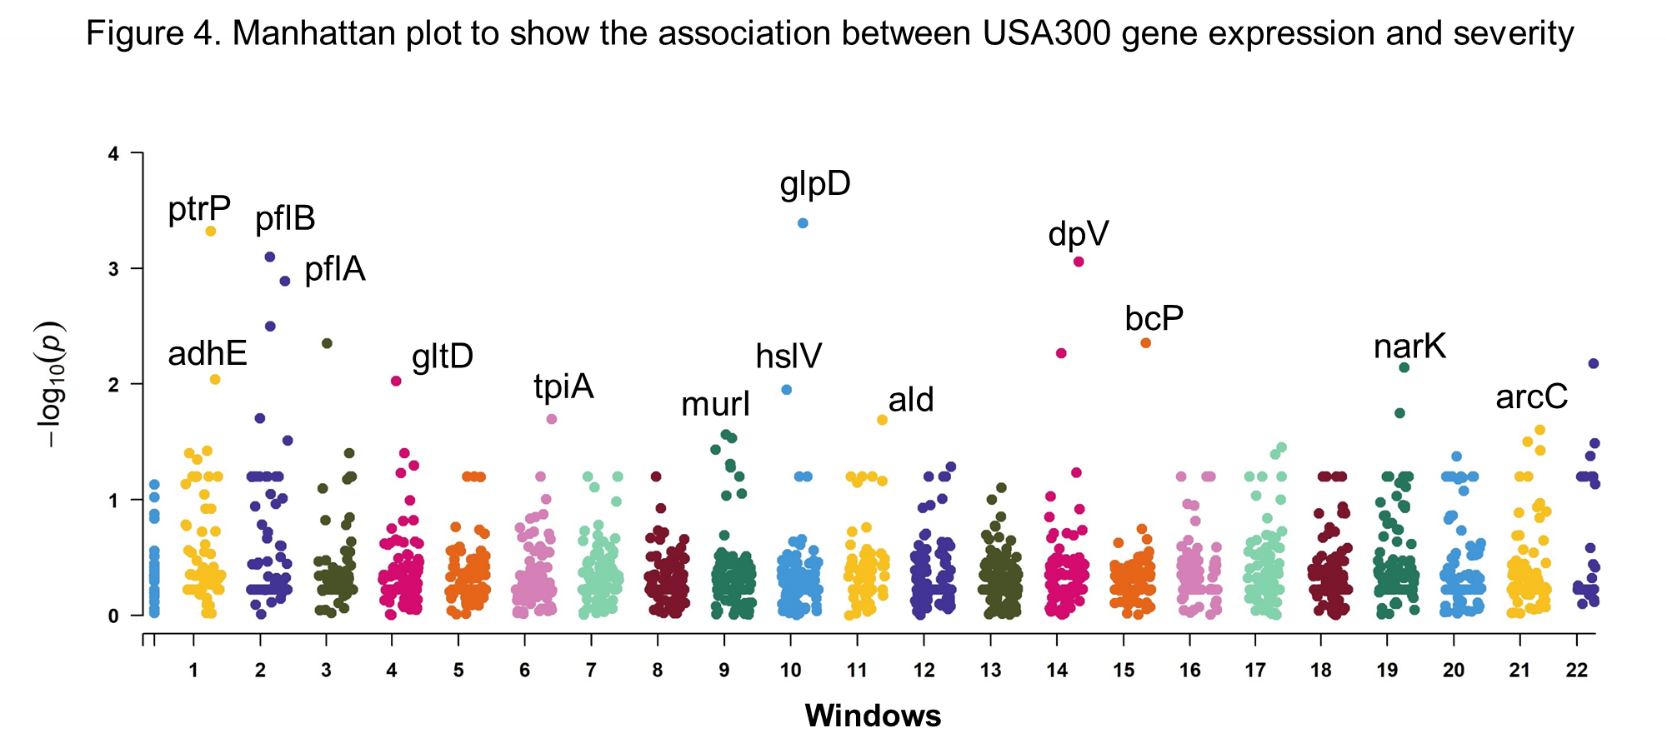 Figure 4. Manhattan plot to show the association between USA300 gene expression and severity
4
3
2
1
0
−log10(p)
glpD
ptrP
pflB
dpV
pflA
bcP
narK
adhE
gltD
hslV
tpiA
ald
arcC
murI
1 2 3 4 5 6 7 8 9 10 11 12 13 14 15 16 17 18 19 20 21 22
Windows